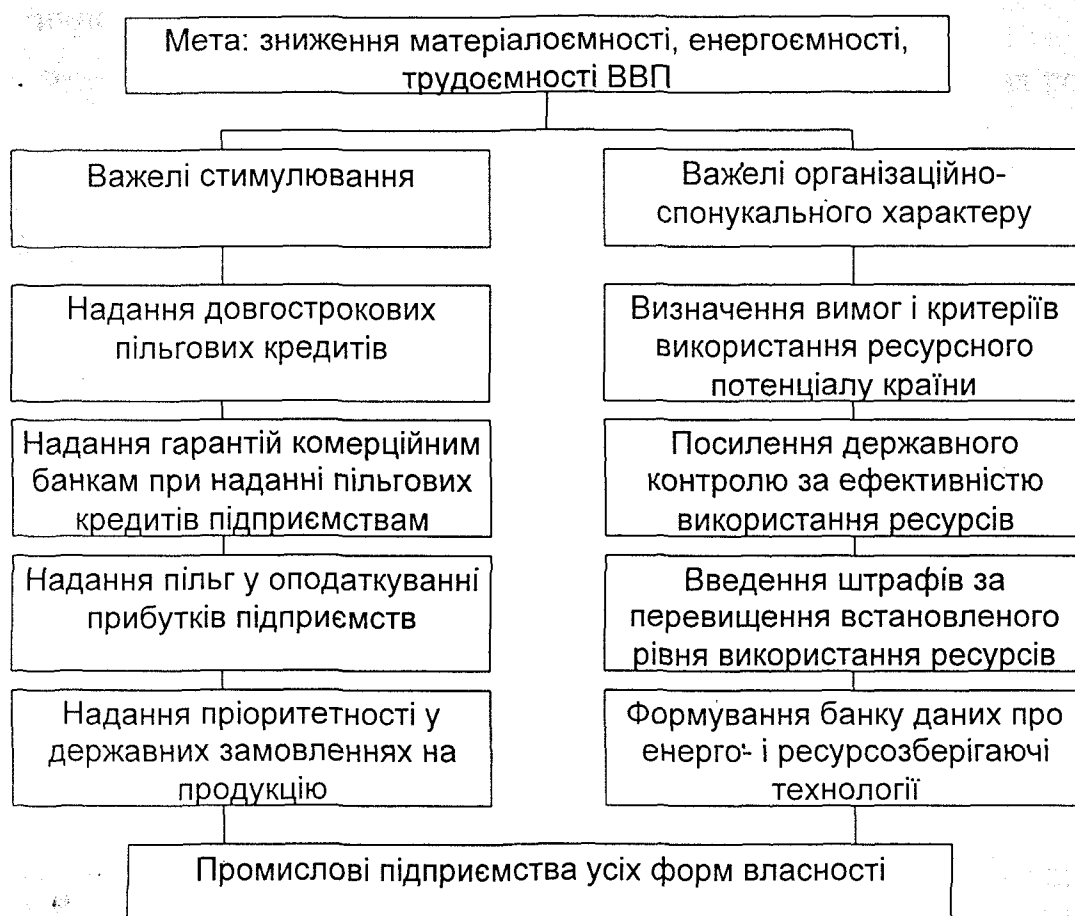 Мета: зниження матеріалоємності, енергоємності,
трудоємності ВВП
Важелі стимулювання
Важелі організаційно-
спонукального характеру
Надання довгострокових
пільгових кредитів
Визначення вимог і критеріїв
використання ресурсного
потенціалу країни
Надання гарантій комерційним
банкам при наданні пільгових
кредитів підприємствам
Посилення державного
контролю за ефективністю
використання ресурсів
Надання пільг у оподаткуванні
прибутків підприємств
Введення штрафів за
перевищення встановленого
рівня використання ресурсів
Надання пріоритетності у
державних замовленнях на
продукцію
Формування банку даних про
енерго- і ресурсозберігаючі
технології
Промислові підприємства усіх форм власності